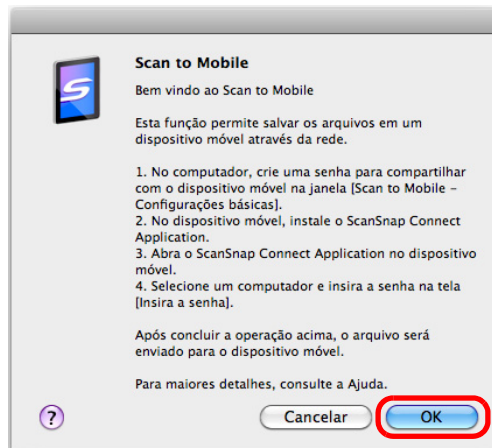 Scan to Mobile
Bem vindo ao Scan to Mobile
Esta função permite salvar os arquivos em um
dispositivo móvel através da rede.
1. No computador, crie uma senha para compartilhar
com o dispositivo móvel na janela [Scan to Mobile –
Configurações básicas].
2. No dispositivo móvel, instale o ScanSnap Connect
Application.
3. Abra o ScanSnap Connect Application no dispositivo
móvel.
4. Selecione um computador e insira a senha na tela
[Insira a senha].
Após concluir a operação acima, o arquivo será
enviado para o dispositivo móvel.
Para maiores detalhes, consulte a Ajuda.
? Cancelar OK